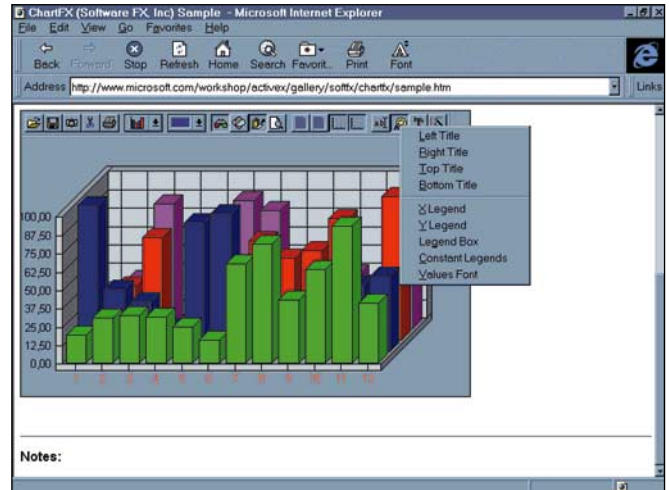 ChartFX (Software FX, Inc) Sample - Microsoft Internet Explorer
File Edit View Go Favorites Help
Back Forward Stop Refresh Home Search Favorit.. Print Font
Address http://www.microsoft.com/workshop/activex/gallery/softfx/chartfx/sample.htm Links
Left Title
Right Title
Top Title
Bottom Title
X Legend
Y Legend
Legend Box
Constant Legends
Values Font
100,00
87,50
75,00
62,50
50,00
37,50
25,00
12,50
0,00
1 2 3 4 5 6 7 8 9 10 11 12
Notes: